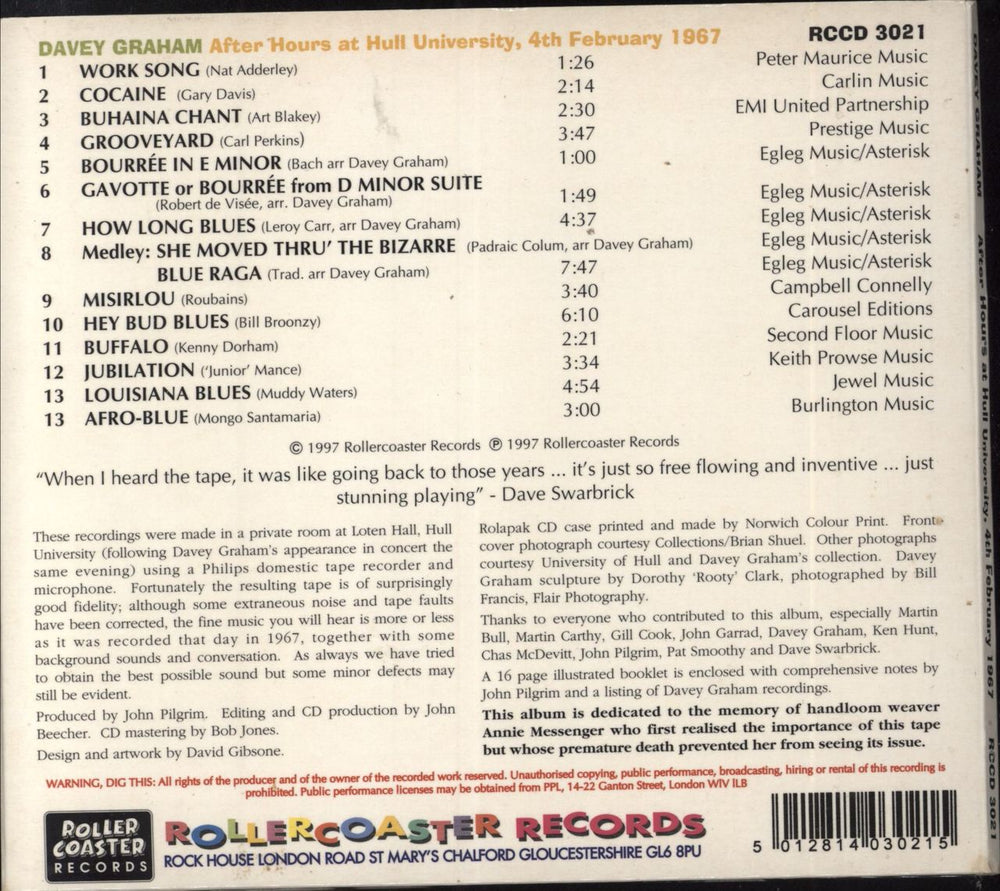 DAVEY GRAHAM After Hours at Hull University, 4th February 1967 RCCD 3021
1 WORK SONG (Nat Adderley) 1:26 Peter Maurice Music
2 COCAINE (Gary Davis) 2:14 Carlin Music
3 BUHAINA CHANT (Art Blakey) 2:30 EMI United Partnership
4 GROOVEYARD (Carl Perkins) 3:47 Prestige Music
5 BOURRÉE IN E MINOR (Bach arr Davey Graham) 1:00 Egleg Music/Asterisk
6 GAVOTTE or BOURRÉE from D MINOR SUITE
(Robert de Visée, arr. Davey Graham) 1:49 Egleg Music/Asterisk
7 HOW LONG BLUES (Leroy Carr, arr Davey Graham) 4:37 Egleg Music/Asterisk
8 Medley: SHE MOVED THRU' THE BIZARRE (Padraic Colum, arr Davey Graham) Egleg Music/Asterisk
BLUE RAGA (Trad. arr Davey Graham) 7:47 Egleg Music/Asterisk
9 MISIRLOU (Roubains) 3:40 Campbell Connelly
10 HEY BUD BLUES (Bill Broonzy) 6:10 Carousel Editions
11 BUFFALO (Kenny Dorham) 2:21 Second Floor Music
12 JUBILATION ('Junior' Mance) 3:34 Keith Prowse Music
13 LOUISIANA BLUES (Muddy Waters) 4:54 Jewel Music
13 AFRO-BLUE (Mongo Santamaria) 3:00 Burlington Music
© 1997 Rollercoaster Records ℗ 1997 Rollercoaster Records
"When I heard the tape, it was like going back to those years ... it's just so free flowing and inventive ... just
stunning playing" - Dave Swarbrick
These recordings were made in a private room at Loten Hall, Hull
University (following Davey Graham's appearance in concert the
same evening) using a Philips domestic tape recorder and
microphone. Fortunately the resulting tape is of surprisingly
good fidelity; although some extraneous noise and tape faults
have been corrected, the fine music you will hear is more or less
as it was recorded that day in 1967, together with some
background sounds and conversation. As always we have tried
to obtain the best possible sound but some minor defects may
still be evident.
Produced by John Pilgrim. Editing and CD production by John
Beecher. CD mastering by Bob Jones.
Design and artwork by David Gibsone.
Rolapak CD case printed and made by Norwich Colour Print. Front
cover photograph courtesy Collections/Brian Shuel. Other photographs
courtesy University of Hull and Davey Graham's collection. Davey
Graham sculpture by Dorothy 'Rooty' Clark, photographed by Bill
Francis, Flair Photography.
Thanks to everyone who contributed to this album, especially Martin
Bull, Martin Carthy, Gill Cook, John Garrad, Davey Graham, Ken Hunt,
Chas McDevitt, John Pilgrim, Pat Smoothy and Dave Swarbrick.
A 16 page illustrated booklet is enclosed with comprehensive notes by
John Pilgrim and a listing of Davey Graham recordings.
This album is dedicated to the memory of handloom weaver
Annie Messenger who first realised the importance of this tape
but whose premature death prevented her from seeing its issue.
WARNING, DIG THIS: All rights of the producer and of the owner of the recorded work reserved. Unauthorised copying, public performance, broadcasting, hiring or rental of this recording is
prohibited. Public performance licenses may be obtained from PPL, 14-22 Ganton Street, London WIV ILB
ROLLER
COASTER
RECORDS
ROLLERCOASTER RECORDS
ROCK HOUSE LONDON ROAD ST MARY'S CHALFORD GLOUCESTERSHIRE GL6 8PU
5 012814 030215
DAVEY GRAHAM After Hours at Hull University, 4th February 1967 RCCD 3021